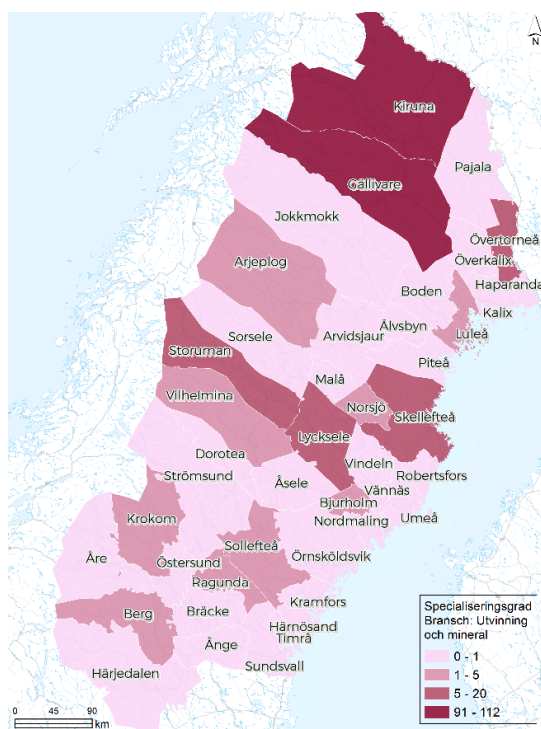 N
Kiruna
Pajala
Gällivare
Jokkmokk
Övertorneå
Arjeplog
Överkalix
Haparanda
Boden
Kalix
Älvsbyn
Luleå
Sorsele
Arvidsjaur
Storuman
Piteå
Malå
Vilhelmina
Norsjö
Skellefteå
Lycksele
Dorotea
Vindeln
Robertsfors
Strömsund
Åsele
Vännäs
Bjurholm
Krokom
Nordmaling
Umeå
Sollefteå
Åre
Östersund
Örnsköldsvik
Ragunda
Kramfors
Berg
Bräcke
Härnösand
Timrå
Ånge
Härjedalen
Sundsvall
Specialiseringsgrad
Bransch: Utvinning
och mineral
0 - 1
1 - 5
5 - 20
91 - 112
0 45 90
km